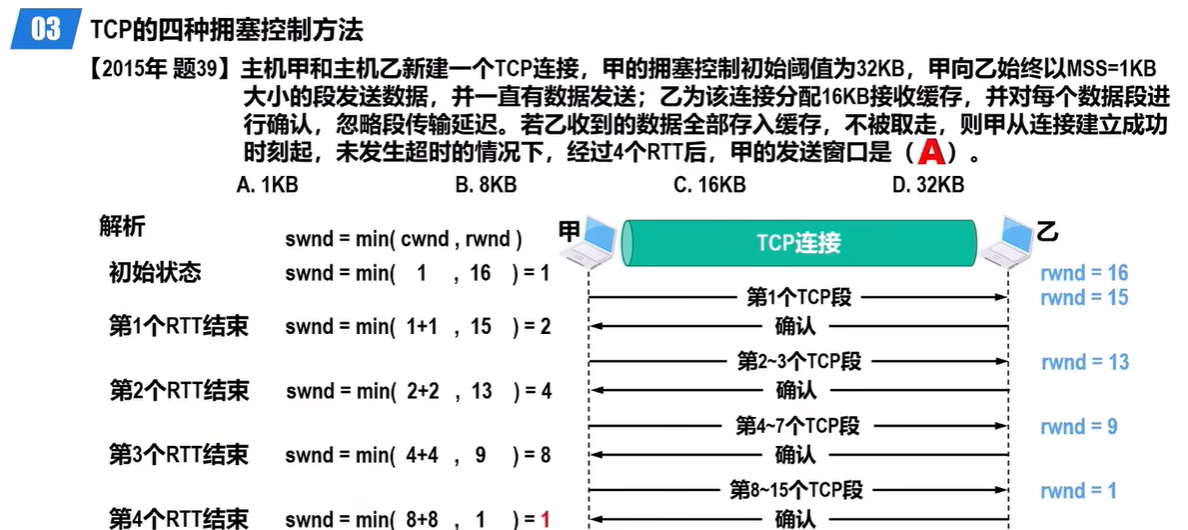 03 TCP的四种拥塞控制方法
【2015年 题39】主机甲和主机乙新建一个TCP连接，甲的拥塞控制初始阈值为32KB，甲向乙始终以MSS=1KB
大小的段发送数据，并一直有数据发送；乙为该连接分配16KB接收缓存，并对每个数据段进
行确认，忽略段传输延迟。若乙收到的数据全部存入缓存，不被取走，则甲从连接建立成功
时刻起，未发生超时的情况下，经过4个RTT后，甲的发送窗口是（A）。
A. 1KB B. 8KB C. 16KB D. 32KB
解析 swnd = min( cwnd , rwnd ) 甲 TCP连接 乙
初始状态 swnd = min( 1 , 16 ) = 1 rwnd = 16
第1个TCP段 rwnd = 15
第1个RTT结束 swnd = min( 1+1 , 15 ) = 2 确认
第2~3个TCP段 rwnd = 13
第2个RTT结束 swnd = min( 2+2 , 13 ) = 4 确认
第4~7个TCP段 rwnd = 9
第3个RTT结束 swnd = min( 4+4 , 9 ) = 8 确认
第8~15个TCP段 rwnd = 1
第4个RTT结束 swnd = min( 8+8 , 1 ) = 1 确认